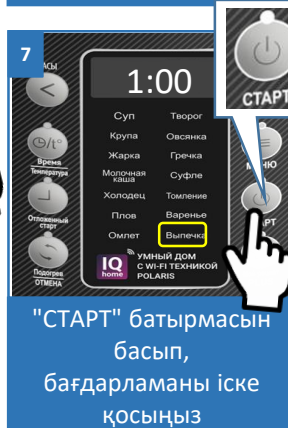 СТАРТ
7
1:00
<
Суп Творог
Крупа Овсянка
Жарка Гречка
Молочная каша Суфле
Холодец Томление
Плов Варенье
Омлет Выпечка
Время
Температура
Отложенный
старт
Подогрев
ОТМЕНА
IQ
home
УМНЫЙ ДОМ
С WI-FI ТЕХНИКОЙ
POLARIS
"СТАРТ" батырмасын
басып,
бағдарламаны іске
қосыңыз